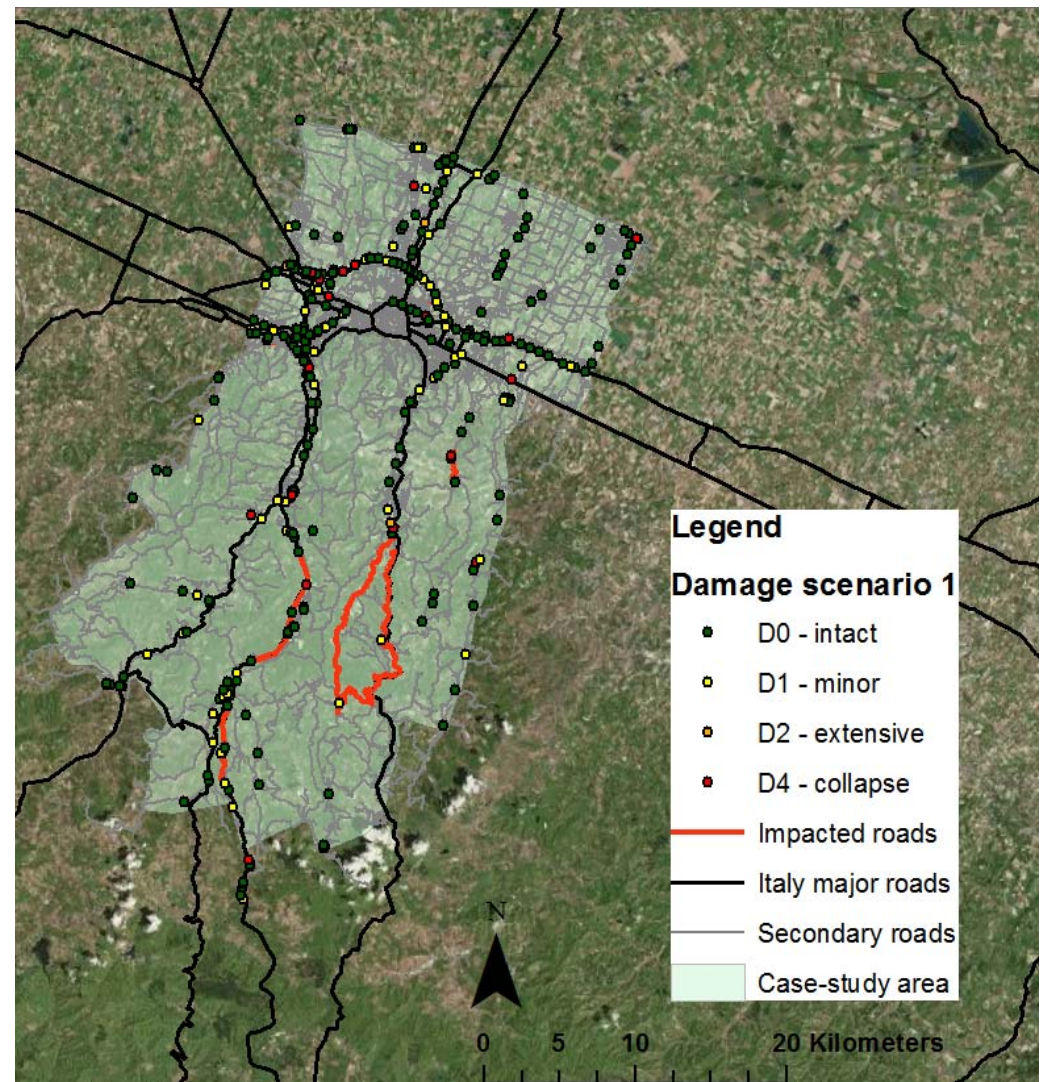 Legend
Damage scenario 1
D0 - intact
D1 - minor
D2 - extensive
D4 - collapse
Impacted roads
Italy major roads
Secondary roads
Case-study area
N
0 5 10 20 Kilometers